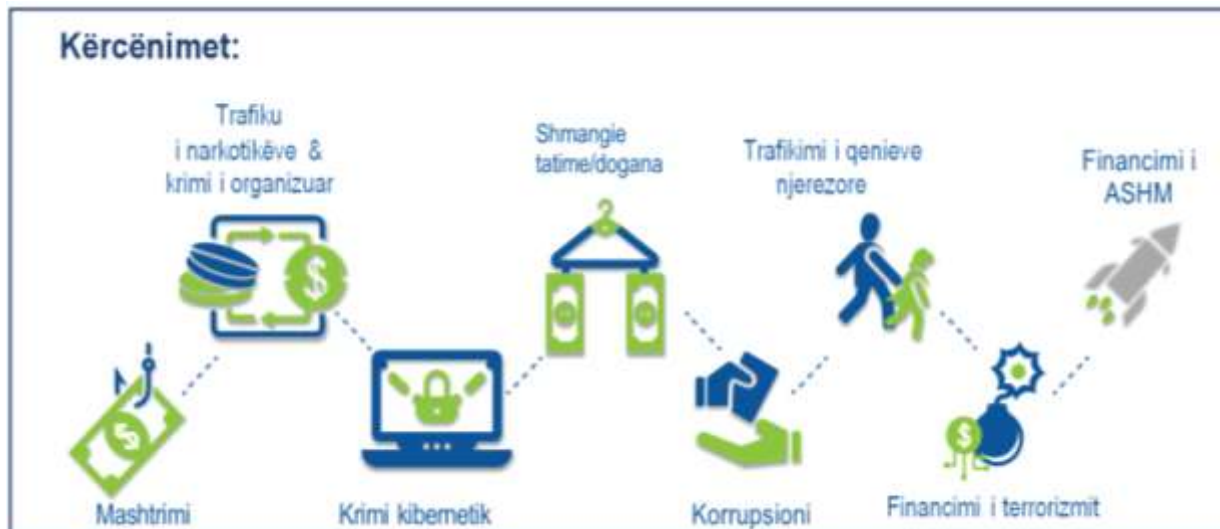 Kërcënimet:
Trafiku
i narkotikëve &
krimi i organizuar
Shmangie
tatime/dogana
Trafikimi i qenieve
njerezore
Financimi i
ASHM
Mashtrimi
Krimi kibernetik
Korrupsioni
Financimi i terrorizmit